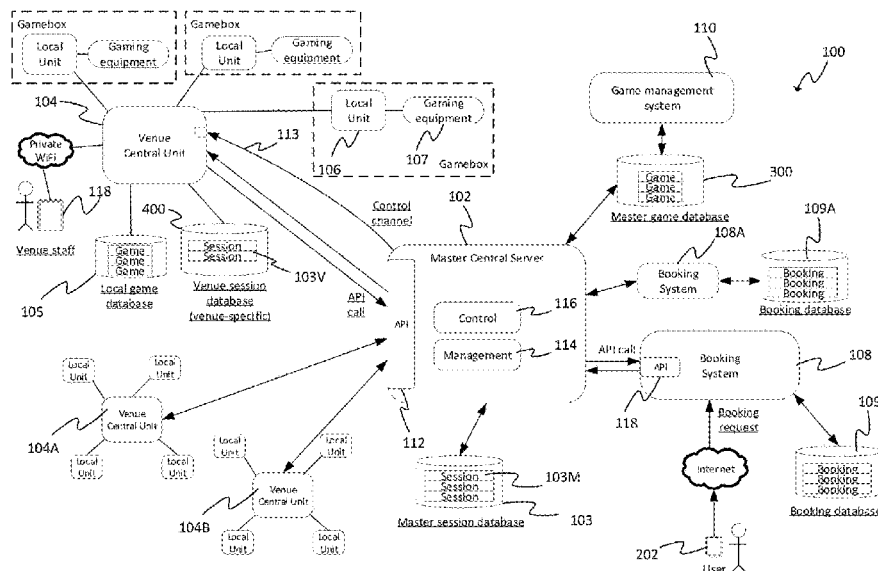 Gamebox
Local
Unit
Gaming
equipment
Gamebox
Local
Unit
Gaming
equipment
110
100
Game management
system
104
Venue
Central Unit
113
Local
Unit
Gaming
equipment
106
107
Gamebox
Private
WiFi
118
Venue staff
300
Game
Game
Game
Master game database
400
Control
channel
102
109A
108A
Game
Game
Game
Session
Session
103V
Master Central Server
Booking
System
Booking
Booking
Booking
105
Local game
database
Venue session
database
(venue-specific)
API
call
API
Control
116
Booking database
Management
114
API call
API
Booking
System
108
118
Local
Unit
Local
Unit
104A
Venue
Central Unit
112
Booking
request
109
Local
Unit
Local
Unit
Local
Unit
Local
Unit
Venue
Central Unit
104B
Local
Unit
Local
Unit
Session
Session
Session
103M
103
Master session database
Internet
Booking
Booking
Booking
Booking database
202
User